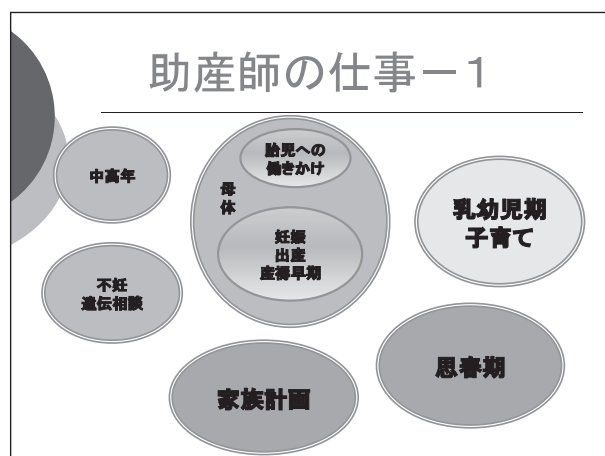 助産師の仕事－1
中高年
胎児への
働きかけ
母
体
妊娠
出産
産褥早期
乳幼児期
子育て
不妊
遺伝相談
家族計画
思春期